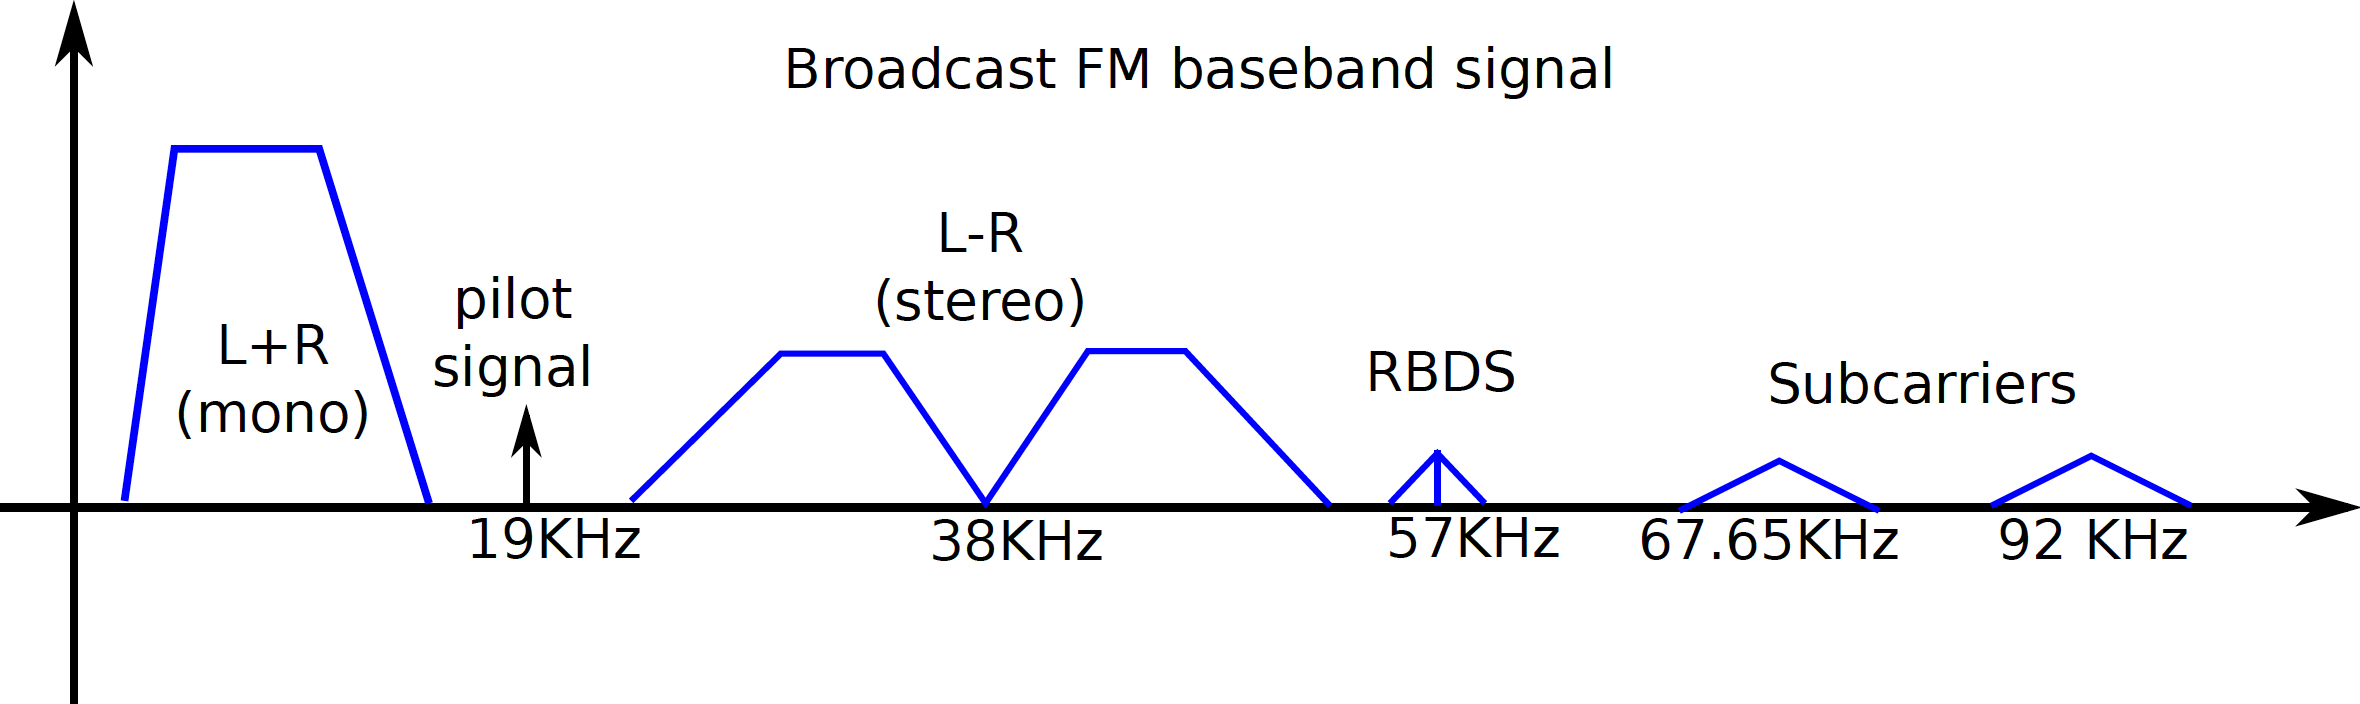 Broadcast FM baseband signal
L+R
(mono)
pilot
signal
L-R
(stereo)
RBDS
Subcarriers
19KHz
38KHz
57KHz
67.65KHz
92 KHz